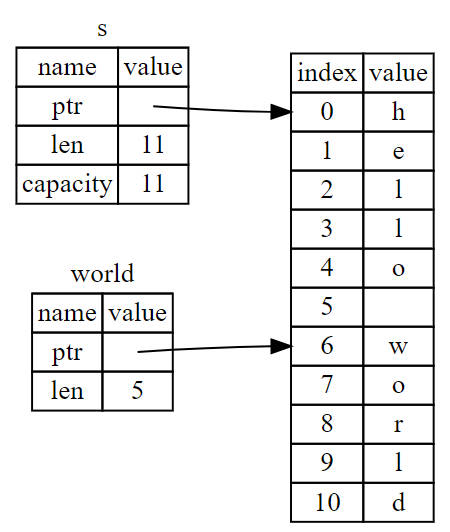 s
name value
ptr
len 11
capacity 11
world
name value
ptr
len 5
index value
0 h
1 e
2 l
3 l
4 o
5
6 w
7 o
8 r
9 l
10 d